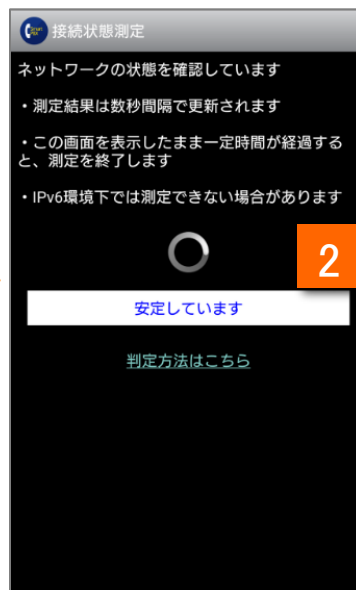 接続状態測定
ネットワークの状態を確認しています
・測定結果は数秒間隔で更新されます
・この画面を表示したまま一定時間が経過する
と、測定を終了します
・IPv6環境下では測定できない場合があります
2
安定しています
判定方法はこちら